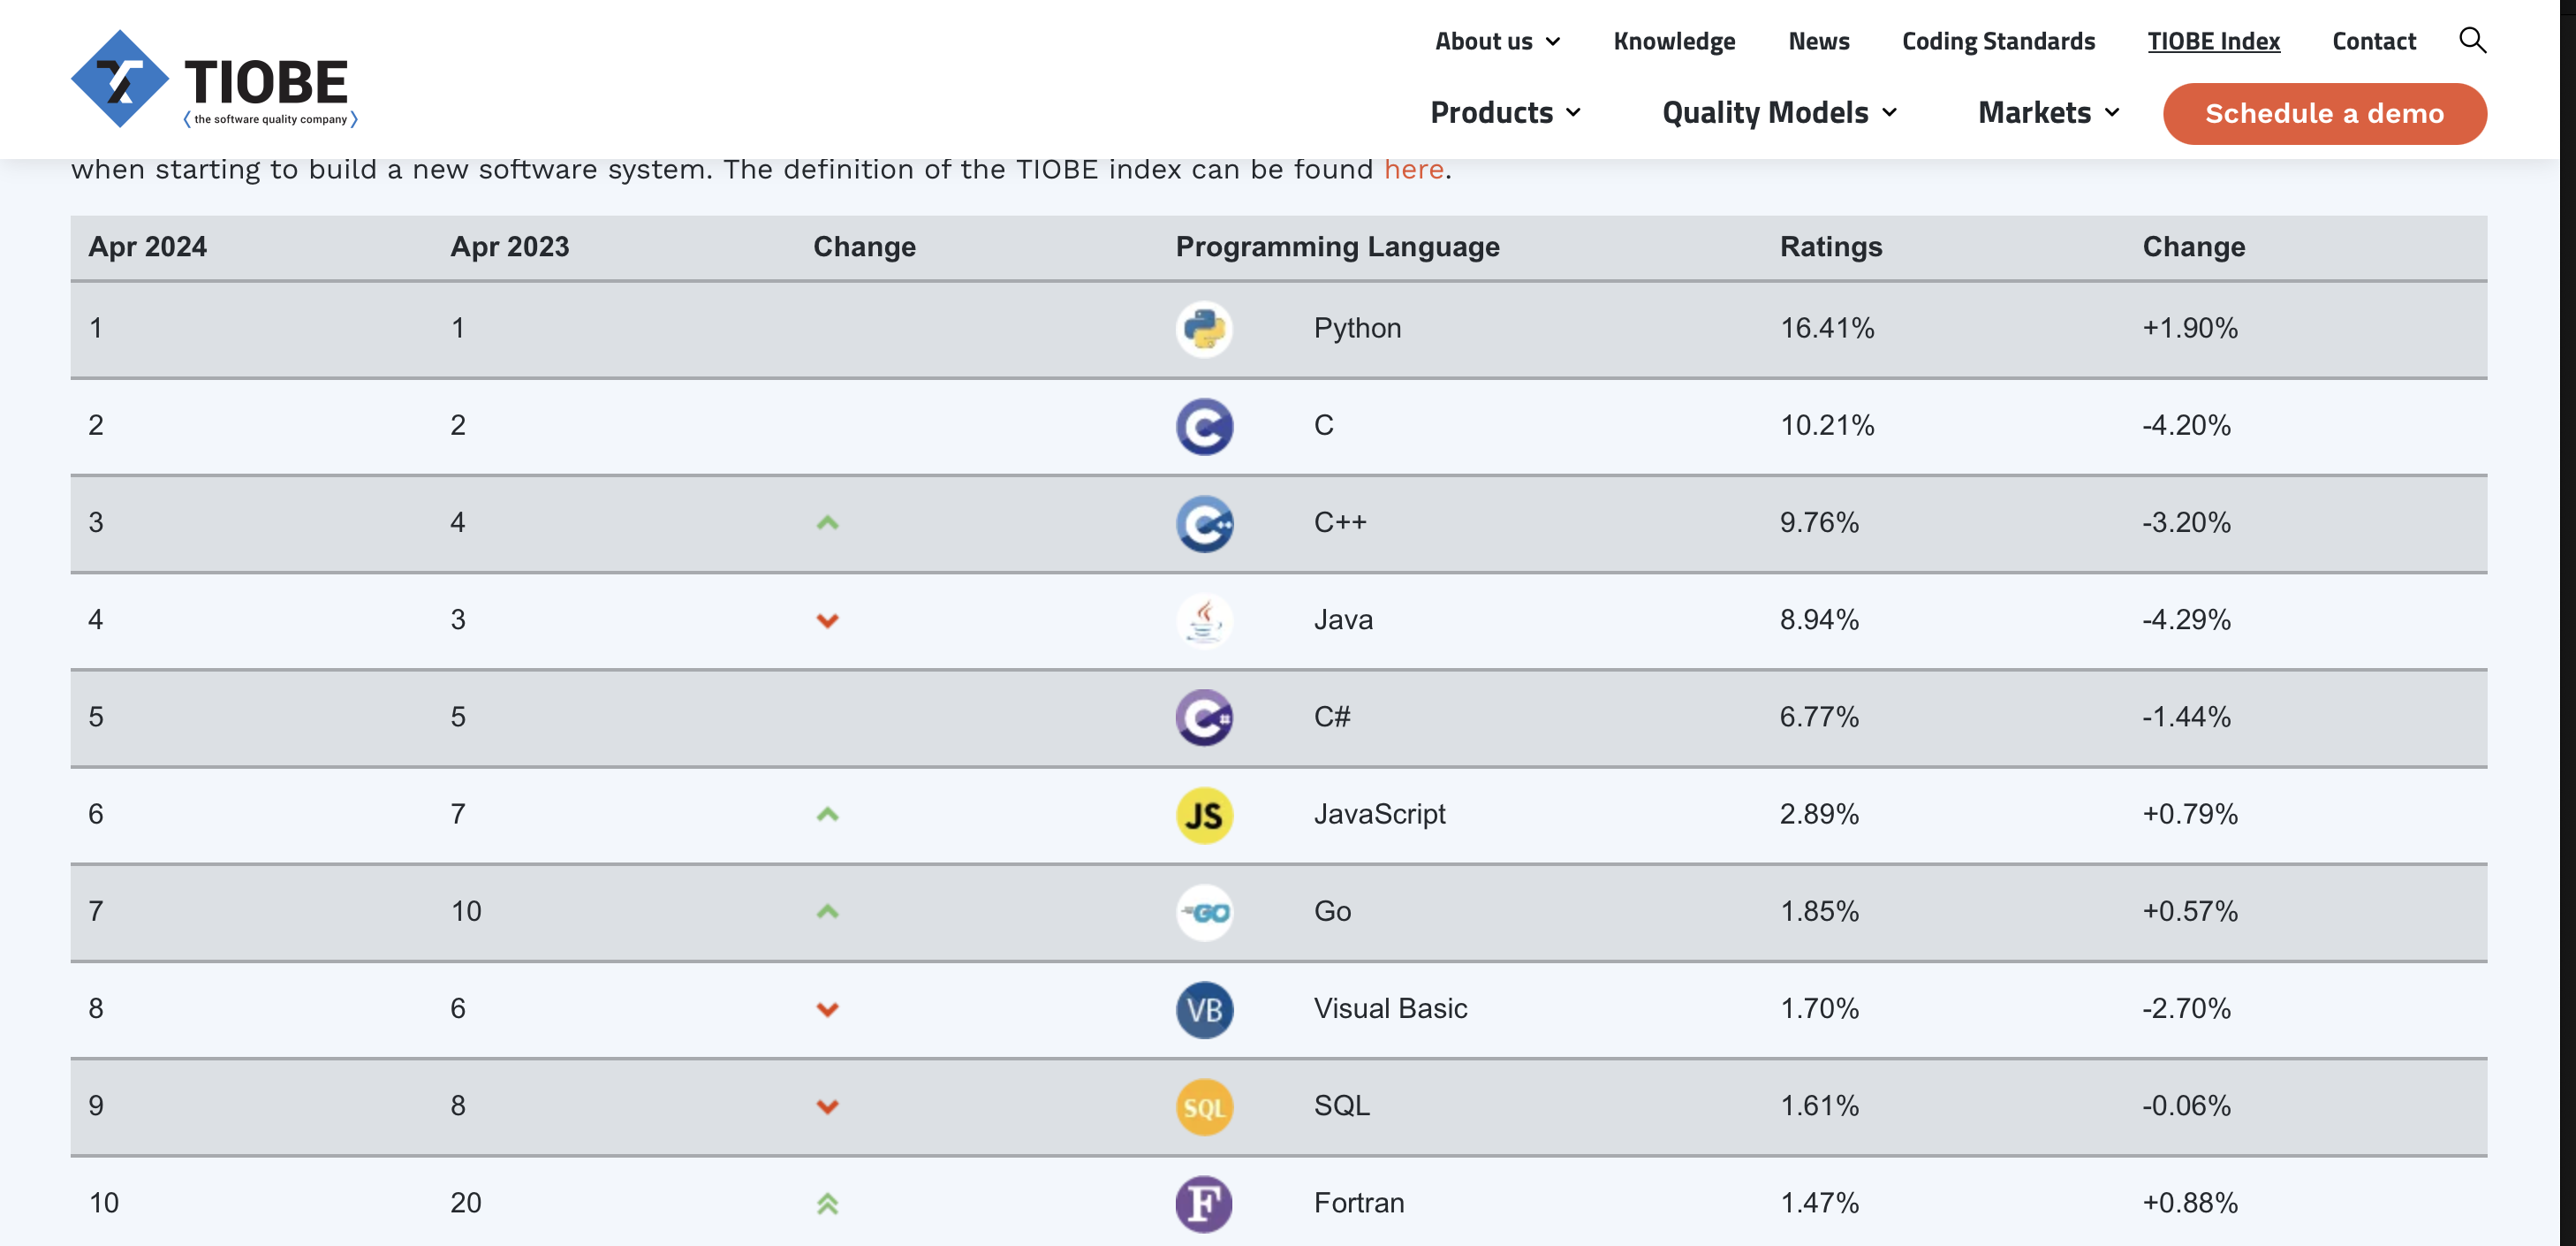 TIOBE
the software quality company
About us Knowledge News Coding Standards TIOBE Index Contact
Products Quality Models Markets Schedule a demo
when starting to build a new software system. The definition of the TIOBE index can be found here.
Apr 2024 Apr 2023 Change Programming Language Ratings Change
1 1 Python 16.41% +1.90%
2 2 C C 10.21% -4.20%
3 4 C++ C++ 9.76% -3.20%
4 3 Java 8.94% -4.29%
5 5 C# C# 6.77% -1.44%
6 7 JS JavaScript 2.89% +0.79%
7 10 GO Go 1.85% +0.57%
8 6 VB Visual Basic 1.70% -2.70%
9 8 SQL SQL 1.61% -0.06%
10 20 F Fortran 1.47% +0.88%